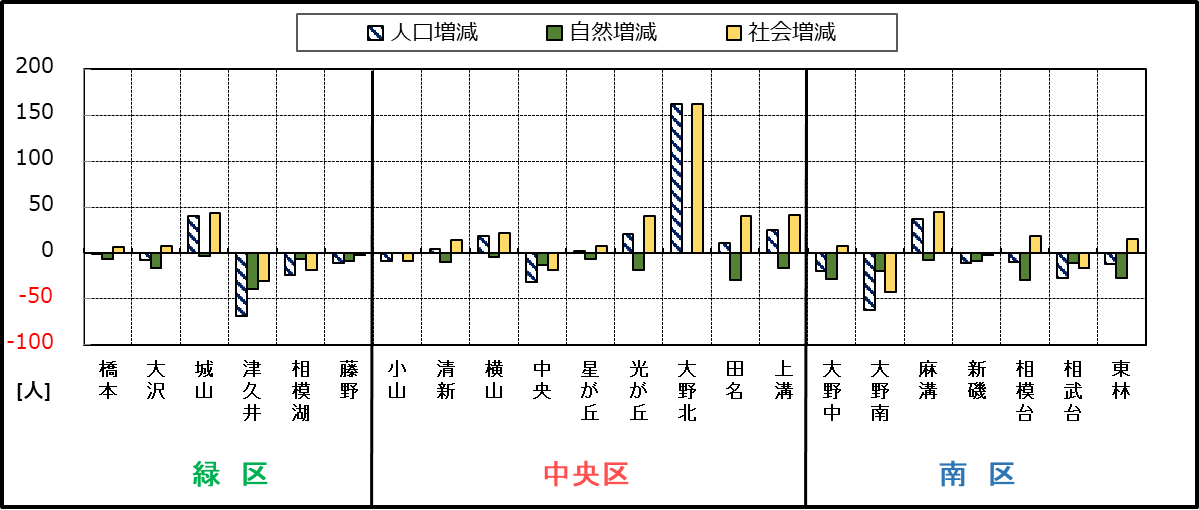 人口増減 自然増減 社会増減
200
150
100
50
0
-50
-100
[人]
橋本 大沢 城山 津久井 相模湖 藤野 小山 清新 横山 中央 星が丘 光が丘 大野北 田名 上溝 大野中 大野南 麻溝 新磯 相模台 相武台 東林
緑 区 中央区 南 区